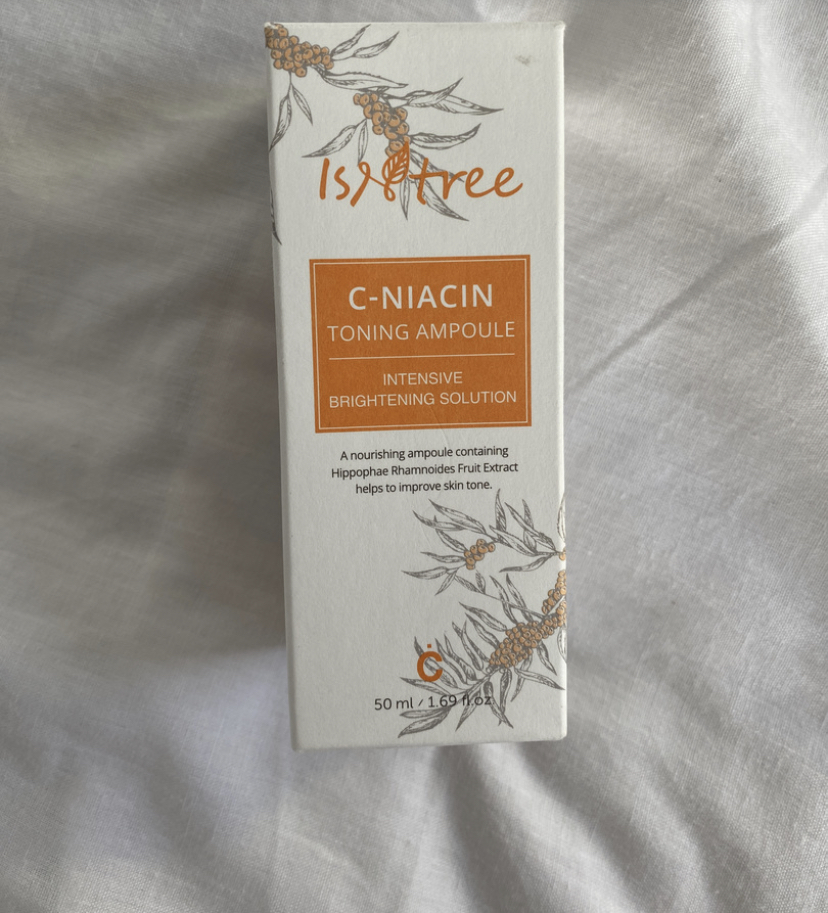 Isntree
C-NIACIN
TONING AMPOULE
INTENSIVE
BRIGHTENING SOLUTION
A nourishing ampoule containing
Hippophae Rhamnoides Fruit Extract
helps to improve skin tone.
Ċ
50 ml / 1.69 fl.oz.